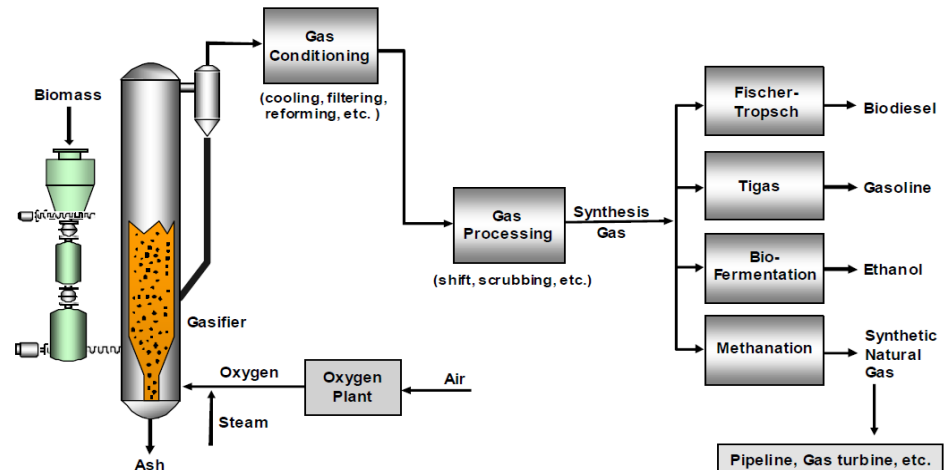 Gas
Conditioning
(cooling, filtering,
reforming, etc. )
Biomass
Gasifier
Oxygen
Steam
Ash
Oxygen
Plant
Air
Gas
Processing
(shift, scrubbing, etc.)
Synthesis
Gas
Fischer-
Tropsch
Biodiesel
Tigas
Gasoline
Bio-
Fermentation
Ethanol
Methanation
Synthetic
Natural
Gas
Pipeline, Gas turbine, etc.